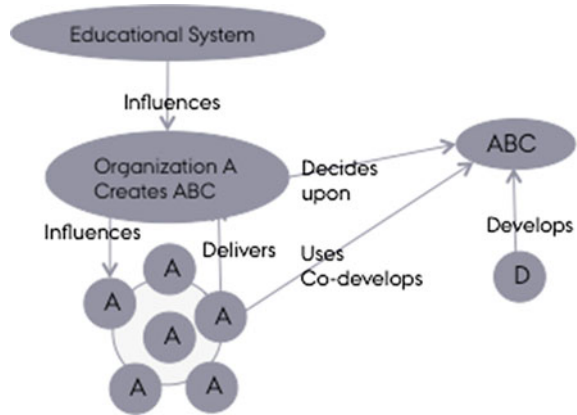 Educational System
Influences
Organization A
Creates ABC
Decides
upon
ABC
Influences
Delivers
Uses
Co-develops
Develops
A
A
A
A
A
A
D